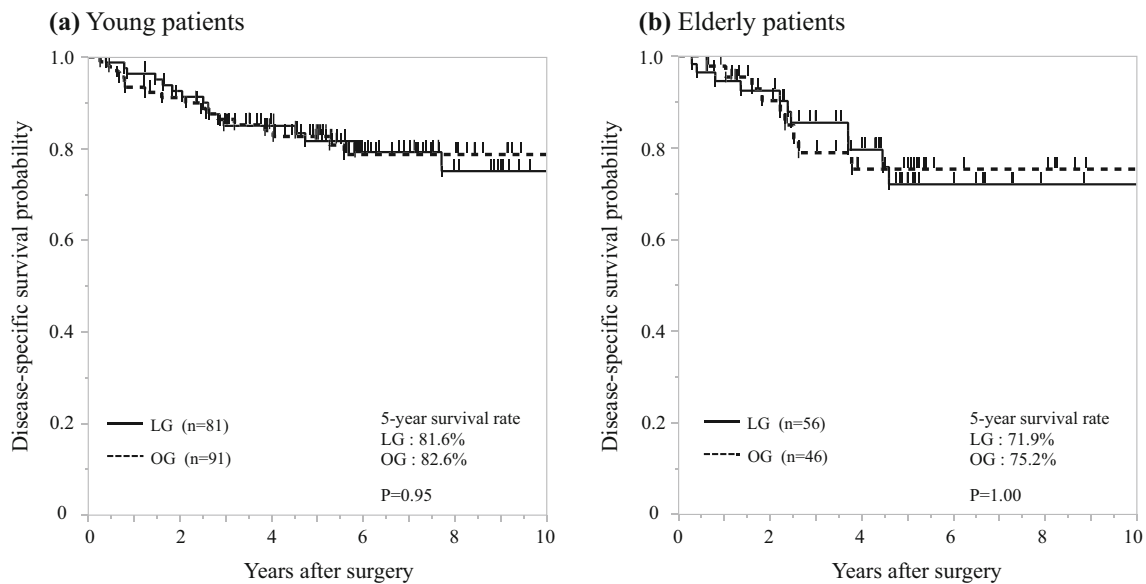 (a) Young patients
Disease-specific survival probability
1.0
0.8
0.6
0.4
0.2
0
LG (n=81)
OG (n=91)
5-year survival rate
LG : 81.6%
OG : 82.6%
P=0.95
0 2 4 6 8 10
Years after surgery
(b) Elderly patients
Disease-specific survival probability
1.0
0.8
0.6
0.4
0.2
0
LG (n=56)
OG (n=46)
5-year survival rate
LG : 71.9%
OG : 75.2%
P=1.00
0 2 4 6 8 10
Years after surgery